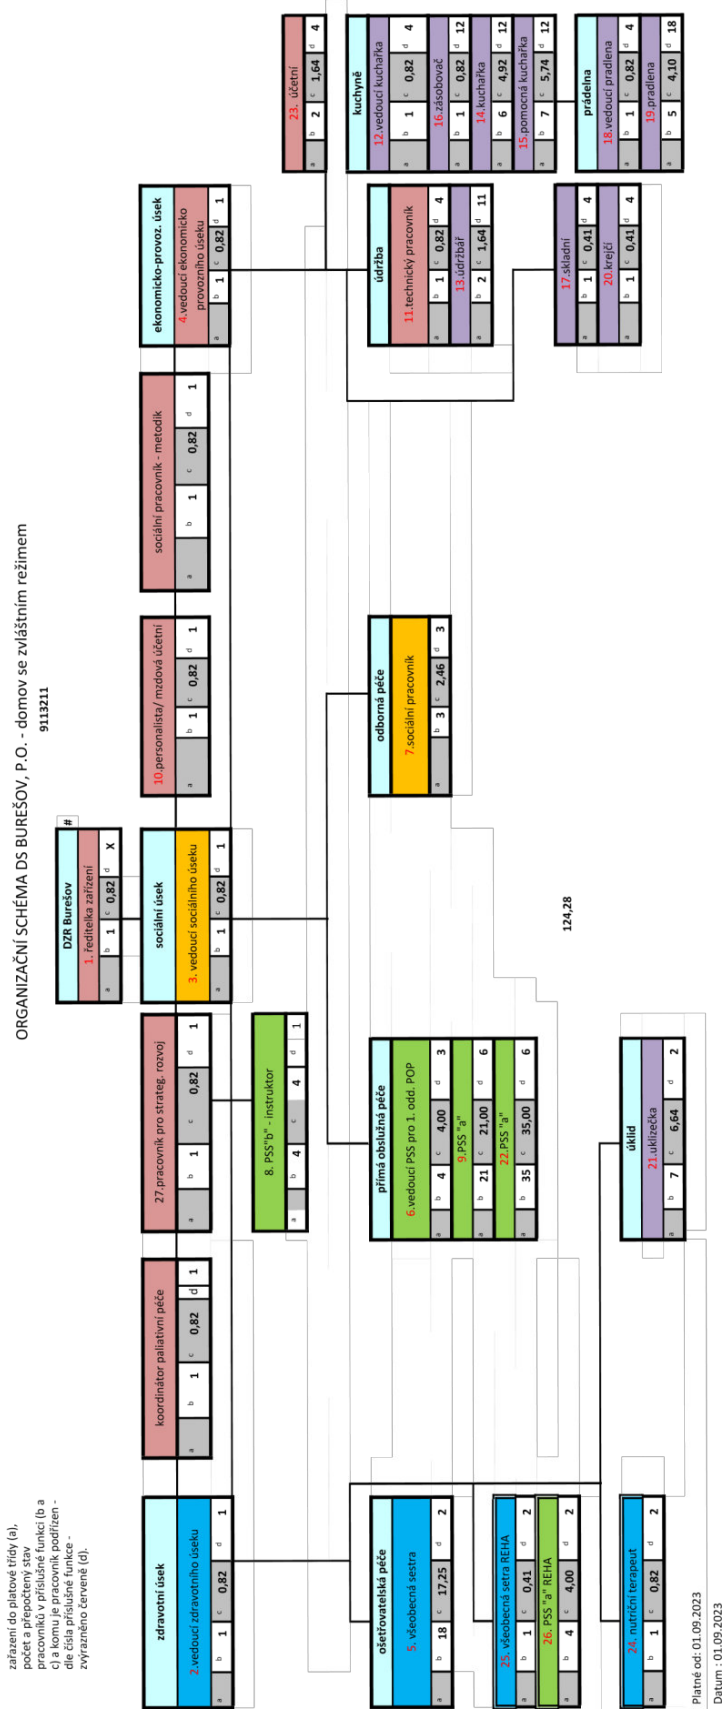 zařazení do platové třídy (a),
počet a přepočtený stav
pracovníků v příslušné funkci (b a
c) a komu je pracovník podřízen -
dle čísla příslušné funkce -
zvýrazněno červeně (d).
ORGANIZAČNÍ SCHÉMA DS BUREŠOV, P.O. - domov se zvláštním režimem
9113211
DZR Burešov #
1. ředitelka zařízení
a b 1 c 0,82 d X
zdravotní úsek
2.vedoucí zdravotního úseku
a b 1 c 0,82 d 1
koordinátor paliativní péče
a b 1 c 0,82 d 1
27.pracovník pro strateg. rozvoj
a b 1 c 0,82 d 1
sociální úsek
3. vedoucí sociálního úseku
a b 1 c 0,82 d 1
10.personalista/ mzdová účetní
a b 1 c 0,82 d 1
sociální pracovník - metodik
a b 1 c 0,82 d 1
ekonomicko-provoz. úsek
4.vedoucí ekonomicko
provozního úseku
a b 1 c 0,82 d 1
8. PSS"b" - instruktor
a b 4 c 4 d 1
23. účetní
a b 2 c 1,64 d 4
ošetřovatelská péče
5. všeobecná sestra
a b 18 c 17,25 d 2
25. všeobecná setra REHA
a b 1 c 0,41 d 2
26. PSS "a" REHA
a b 4 c 4,00 d 2
24. nutriční terapeut
a b 1 c 0,82 d 2
přímá obslužná péče
6.vedoucí PSS pro 1. odd. POP
a b 4 c 4,00 d 3
9.PSS "a"
a b 21 c 21,00 d 6
22.PSS "a"
a b 35 c 35,00 d 6
úklid
21.uklízečka
a b 7 c 6,64 d 2
odborná péče
7.sociální pracovník
a b 3 c 2,46 d 3
124,28
údržba
11.technický pracovník
a b 1 c 0,82 d 4
13.údržbář
a b 2 c 1,64 d 11
17.skladní
a b 1 c 0,41 d 4
20.krejčí
a b 1 c 0,41 d 4
kuchyně
12.vedoucí kuchařka
a b 1 c 0,82 d 4
16.zásobovač
a b 1 c 0,82 d 12
14.kuchařka
a b 6 c 4,92 d 12
15.pomocná kuchařka
a b 7 c 5,74 d 12
prádelna
18.vedoucí pradlena
a b 1 c 0,82 d 4
19.pradlena
a b 5 c 4,10 d 18
Platné od: 01.09.2023
Datum : 01.09.2023